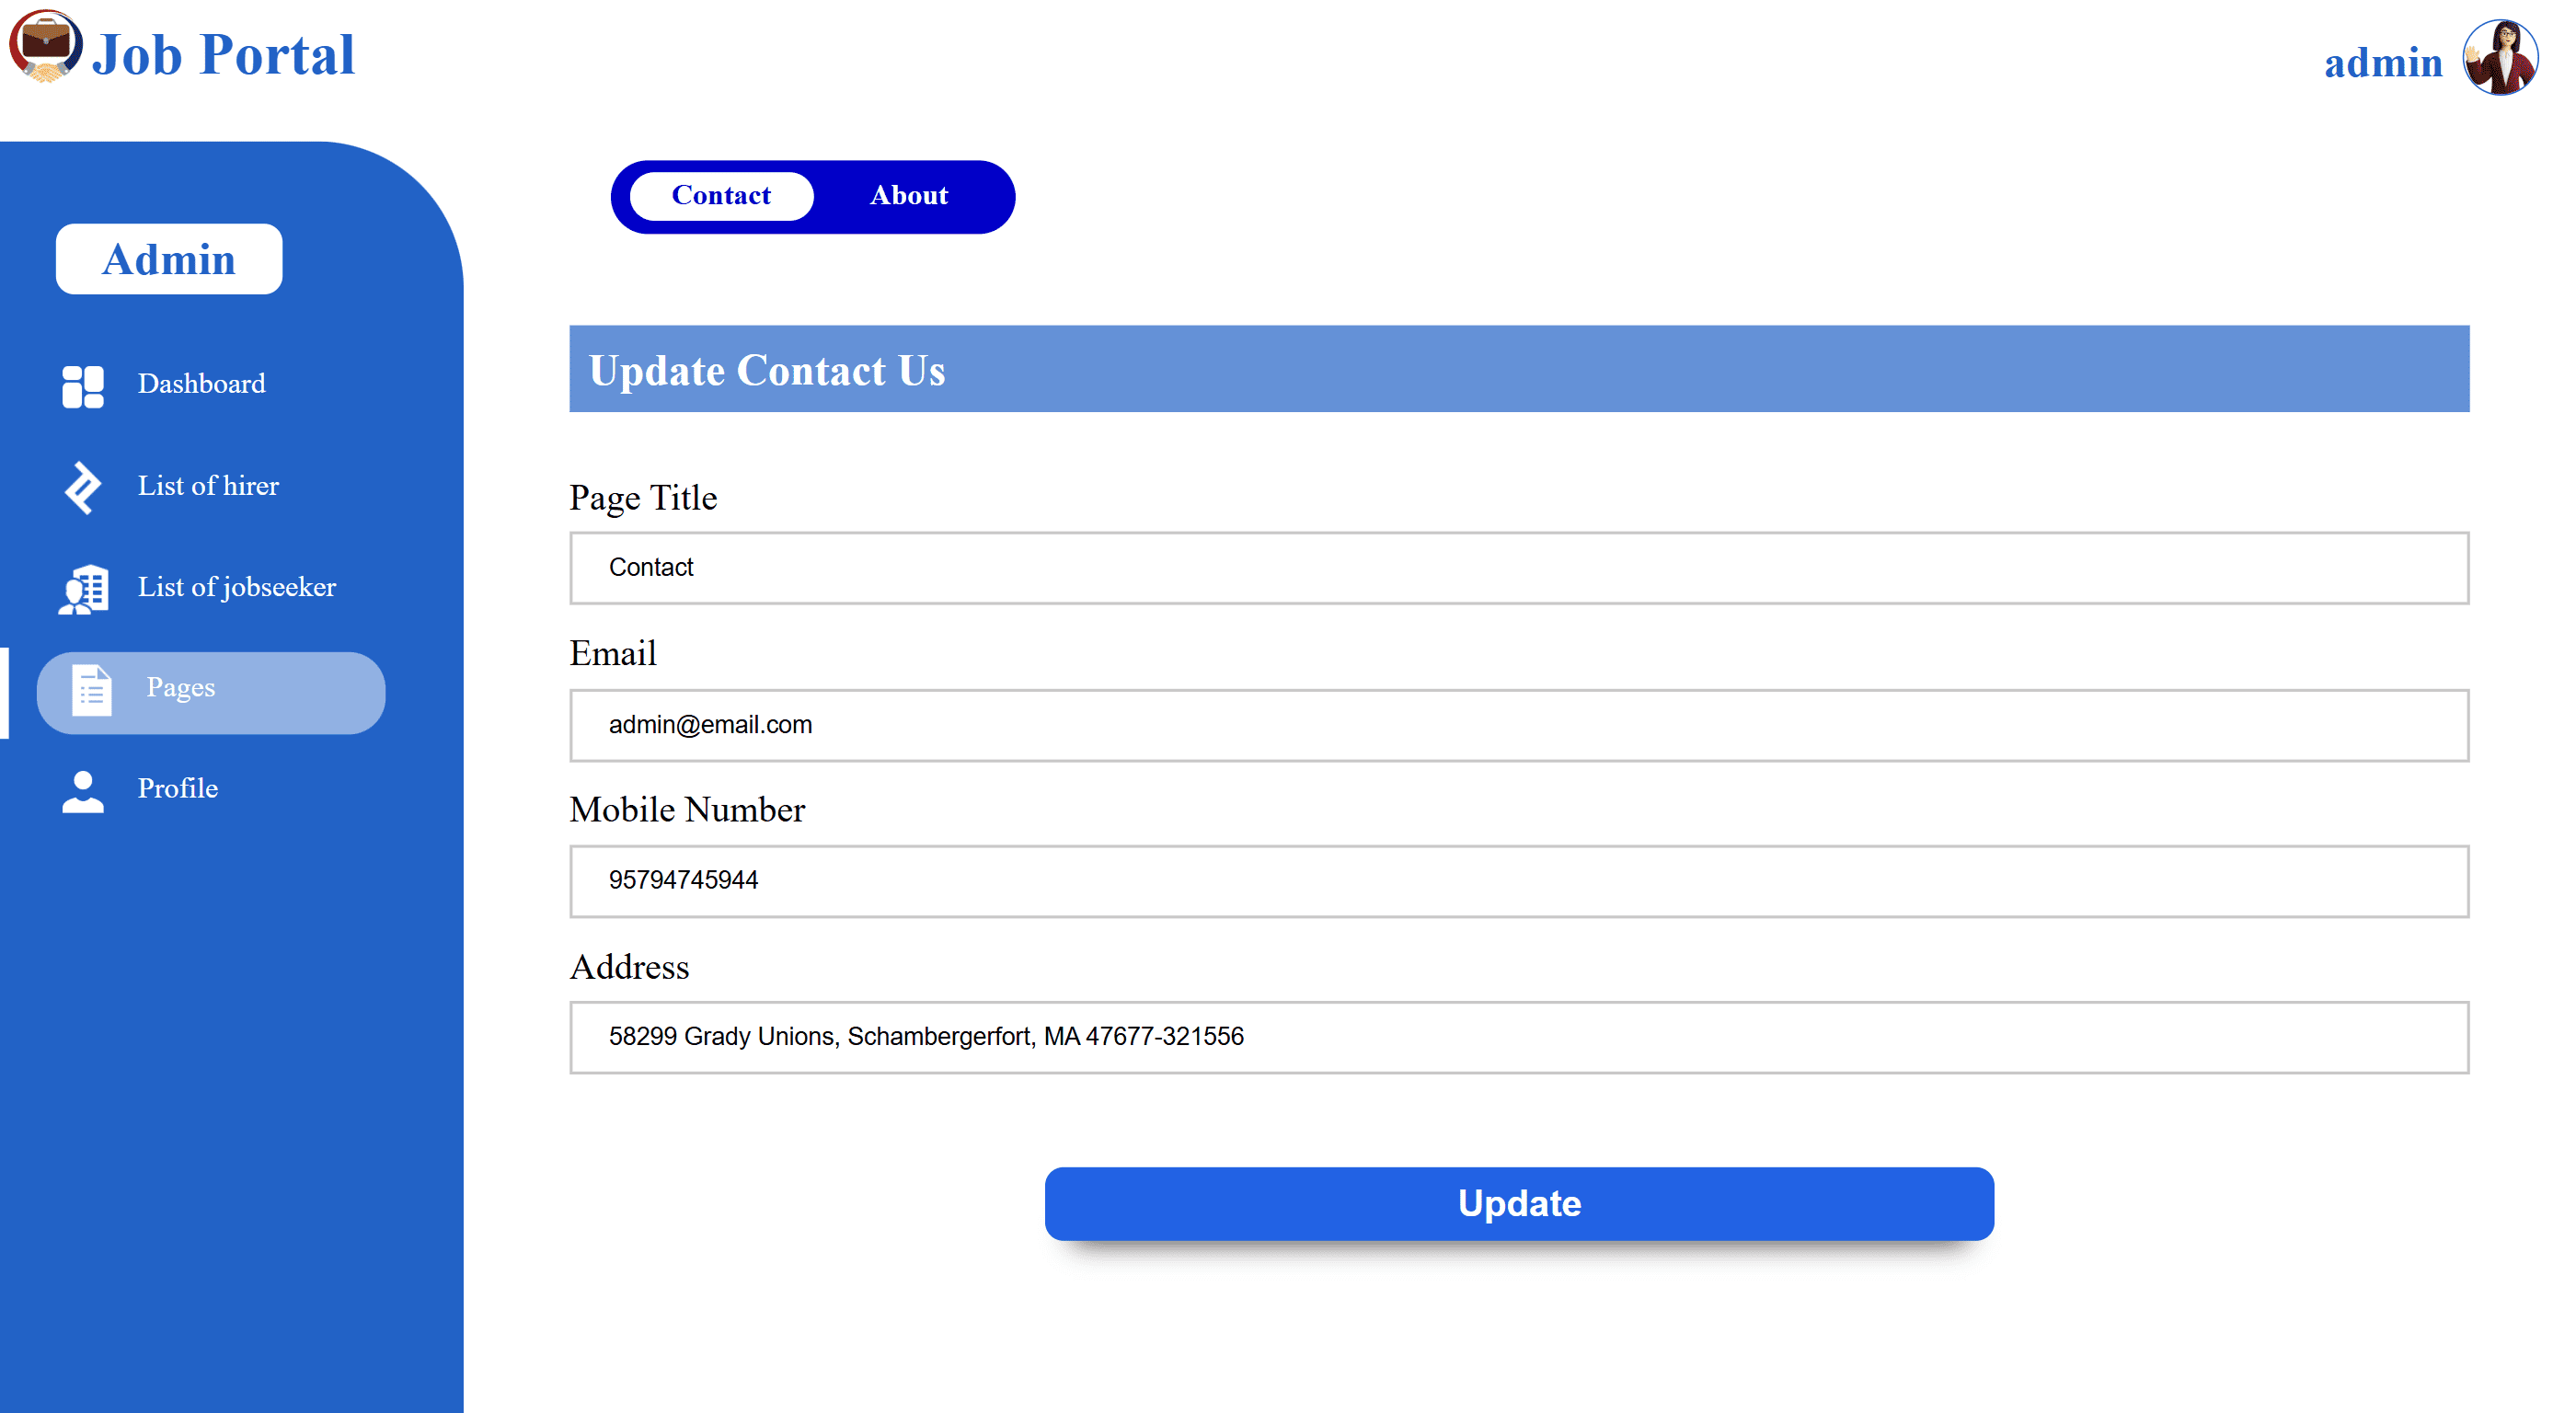 Job Portal
admin
Contact
About
Admin
Dashboard
List of hirer
List of jobseeker
Pages
Profile
Update Contact Us
Page Title
Contact
Email
admin@email.com
Mobile Number
95794745944
Address
58299 Grady Unions, Schambergerfort, MA 47677-321556
Update